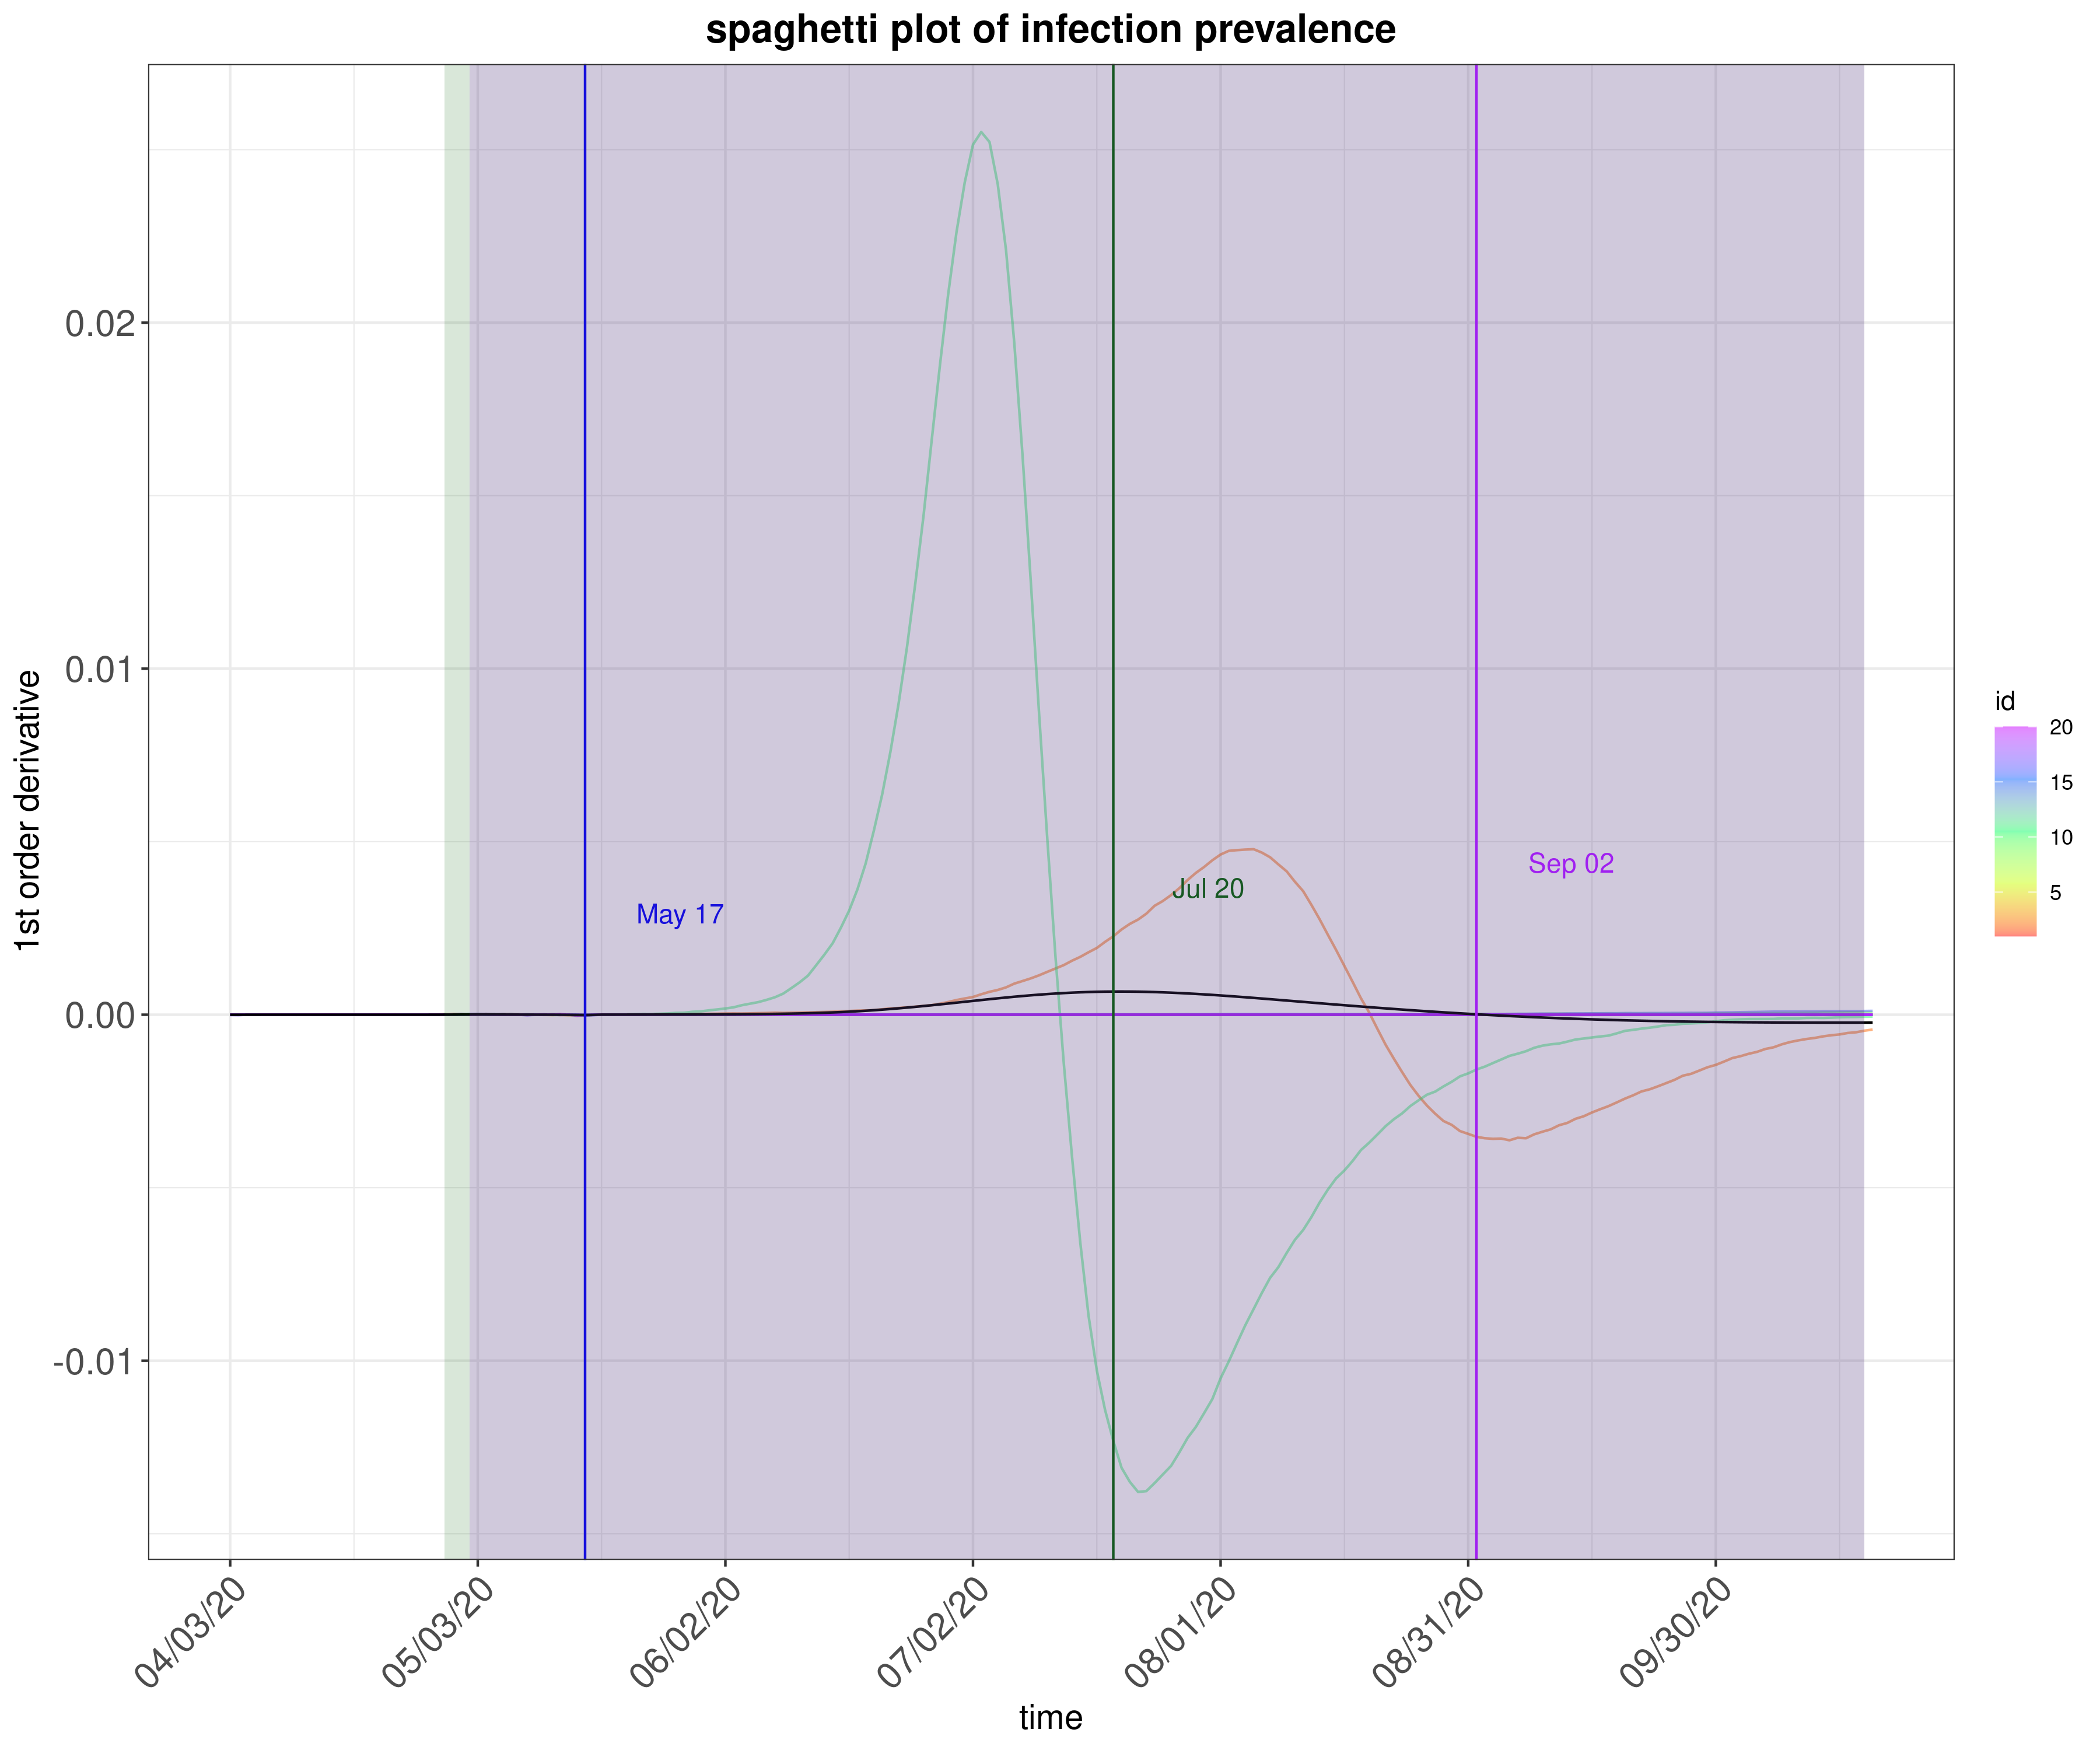 spaghetti plot of infection prevalence
1st order derivative
0.02
0.01
0.00
-0.01
May 17
Jul 20
Sep 02
id
20
15
10
5
04/03/20
05/03/20
06/02/20
07/02/20
08/01/20
08/31/20
09/30/20
time